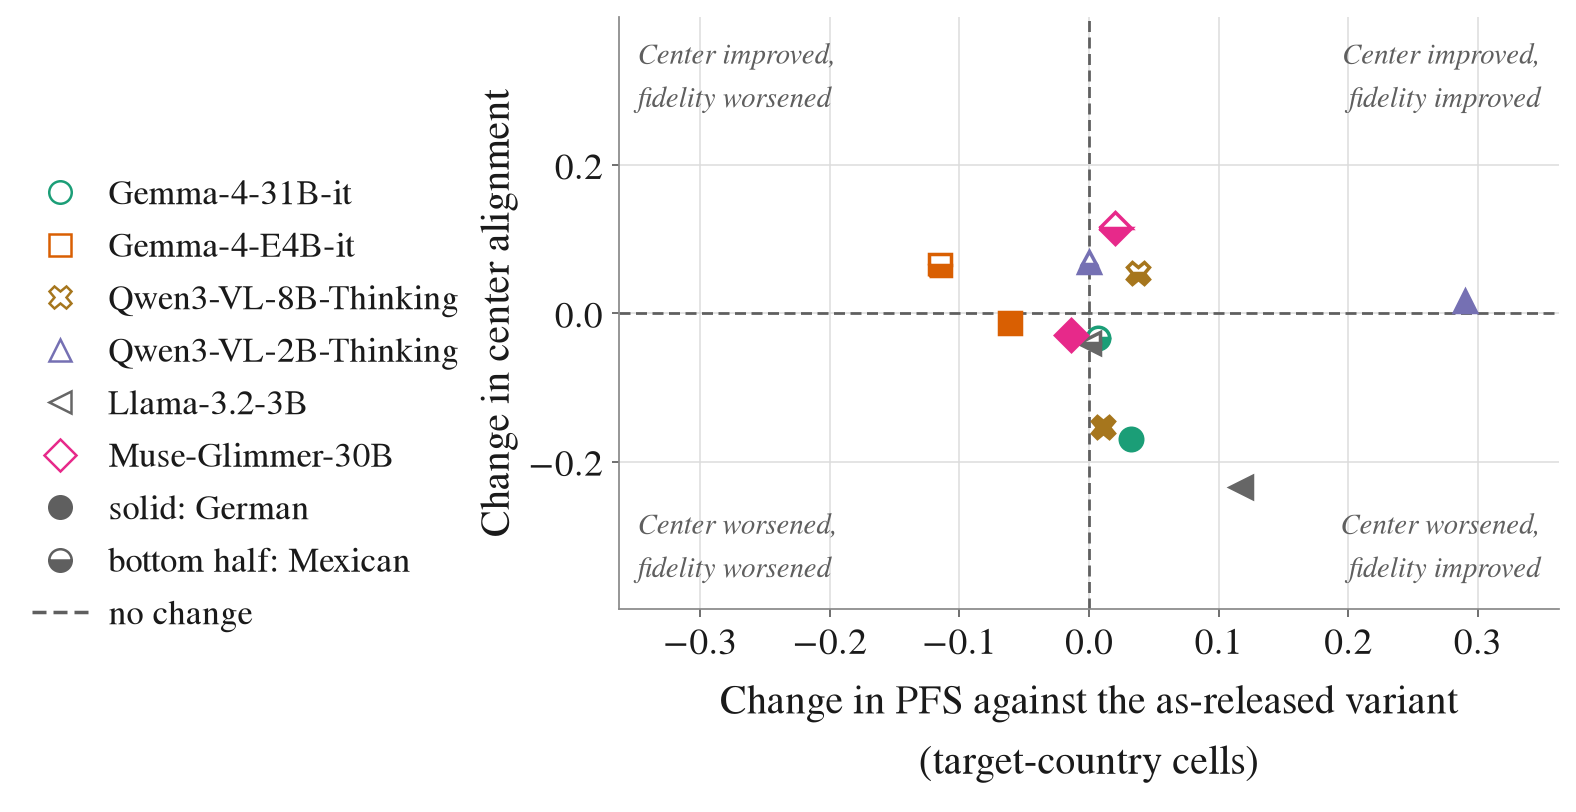 Gemma-4-31B-it
Gemma-4-E4B-it
Qwen3-VL-8B-Thinking
Qwen3-VL-2B-Thinking
Llama-3.2-3B
Muse-Glimmer-30B
solid: German
bottom half: Mexican
no change
Change in center alignment
0.2
0.0
−0.2
Center improved,
fidelity worsened
Center improved,
fidelity improved
Center worsened,
fidelity worsened
Center worsened,
fidelity improved
−0.3 −0.2 −0.1 0.0 0.1 0.2 0.3
Change in PFS against the as-released variant
(target-country cells)